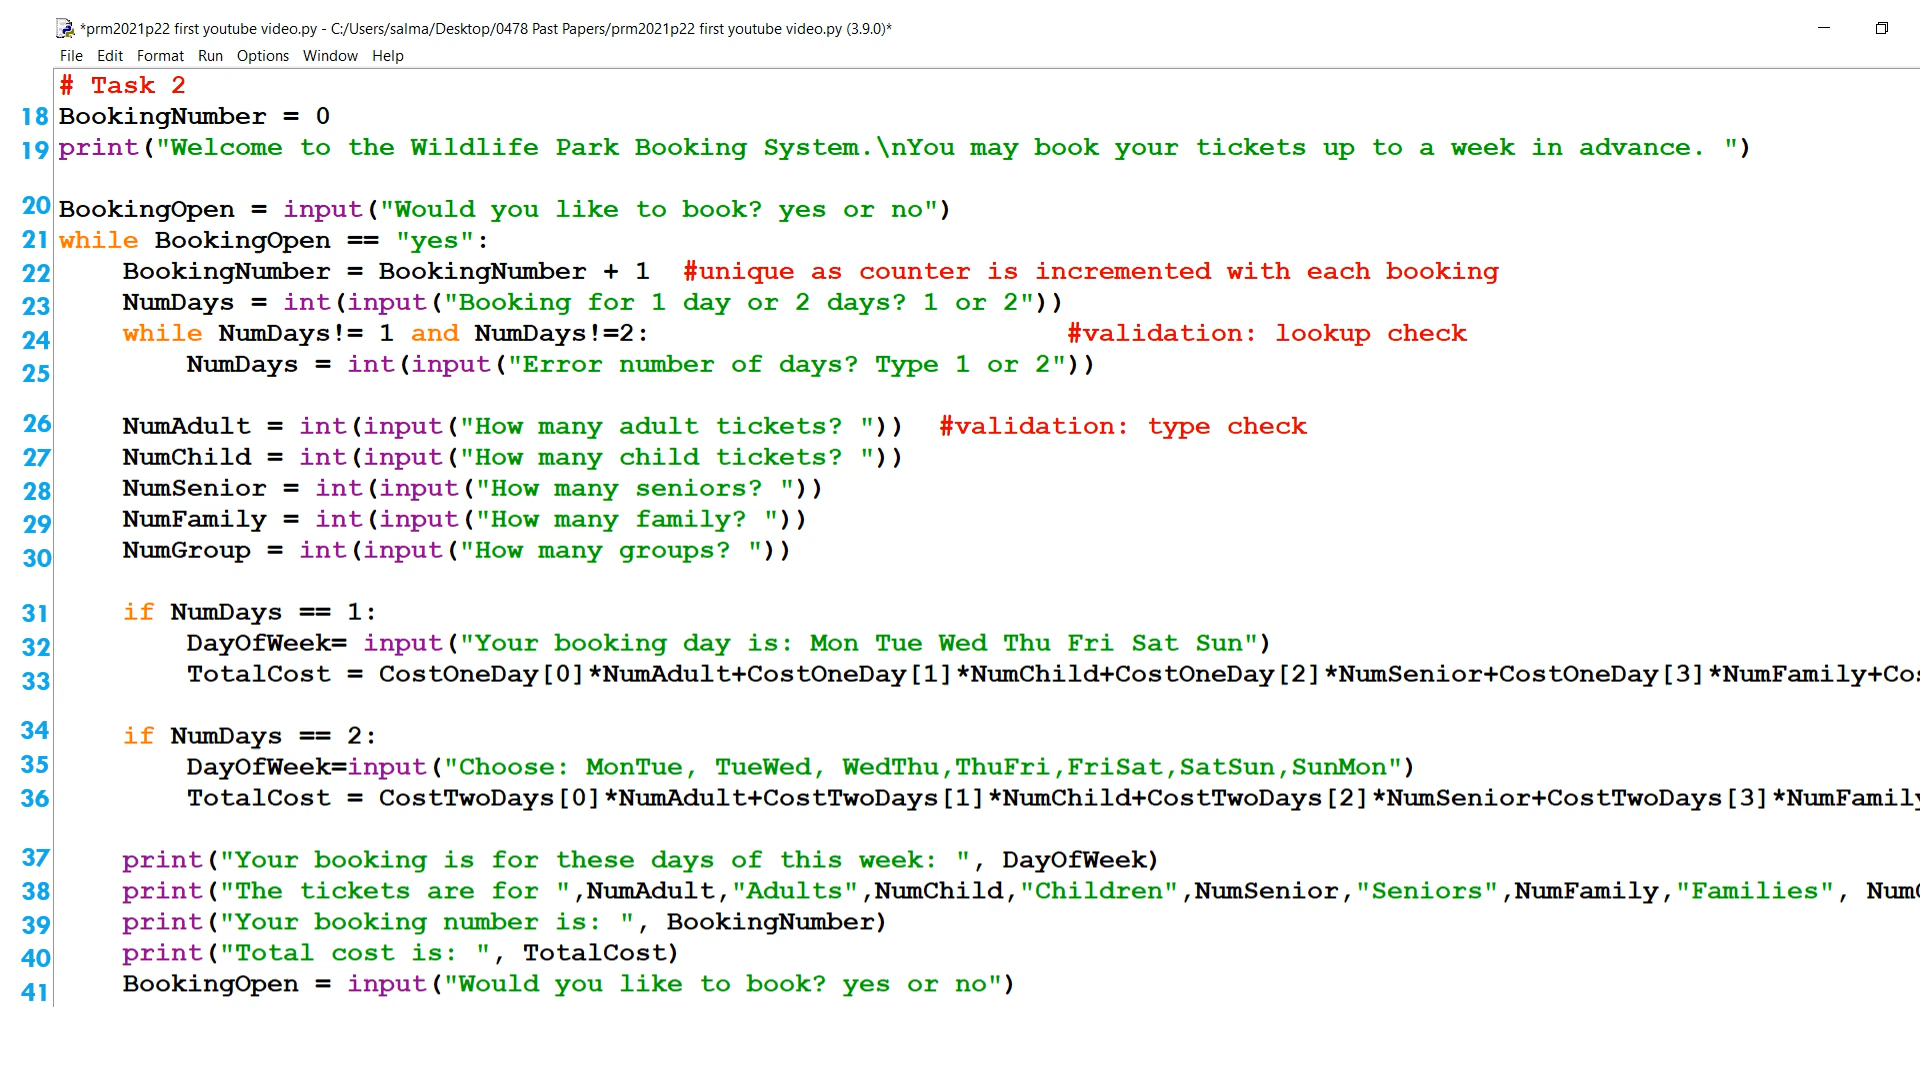 *prm2021p22 first youtube video.py - C:/Users/salma/Desktop/0478 Past Papers/prm2021p22 first youtube video.py (3.9.0)*
File Edit Format Run Options Window Help
# Task 2
18 BookingNumber = 0
19 print("Welcome to the Wildlife Park Booking System.\nYou may book your tickets up to a week in advance. ")
20 BookingOpen = input("Would you like to book? yes or no")
21 while BookingOpen == "yes":
22 BookingNumber = BookingNumber + 1 #unique as counter is incremented with each booking
23 NumDays = int(input("Booking for 1 day or 2 days? 1 or 2"))
24 while NumDays!= 1 and NumDays!=2: #validation: lookup check
25 NumDays = int(input("Error number of days? Type 1 or 2"))
26 NumAdult = int(input("How many adult tickets? ")) #validation: type check
27 NumChild = int(input("How many child tickets? "))
28 NumSenior = int(input("How many seniors? "))
29 NumFamily = int(input("How many family? "))
30 NumGroup = int(input("How many groups? "))
31 if NumDays == 1:
32 DayOfWeek= input("Your booking day is: Mon Tue Wed Thu Fri Sat Sun")
33 TotalCost = CostOneDay[0]*NumAdult+CostOneDay[1]*NumChild+CostOneDay[2]*NumSenior+CostOneDay[3]*NumFamily+Cos
34 if NumDays == 2:
35 DayOfWeek=input("Choose: MonTue, TueWed, WedThu,ThuFri,FriSat,SatSun,SunMon")
36 TotalCost = CostTwoDays[0]*NumAdult+CostTwoDays[1]*NumChild+CostTwoDays[2]*NumSenior+CostTwoDays[3]*NumFamily
37 print("Your booking is for these days of this week: ", DayOfWeek)
38 print("The tickets are for ",NumAdult,"Adults",NumChild,"Children",NumSenior,"Seniors",NumFamily,"Families", Num
39 print("Your booking number is: ", BookingNumber)
40 print("Total cost is: ", TotalCost)
41 BookingOpen = input("Would you like to book? yes or no")